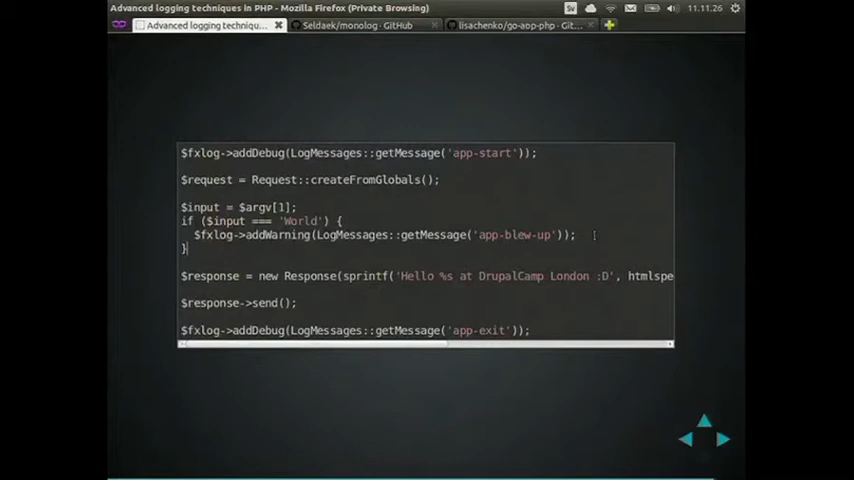 Advanced logging techniques in PHP - Mozilla Firefox (Private Browsing)
Sv
11.11.26
Advanced logging techniqu...
Seldaek/monolog · GitHub
lisachenko/go-aop-php · Git...
$fxlog->addDebug(LogMessages::getMessage('app-start'));
$request = Request::createFromGlobals();
$input = $argv[1];
if ($input === 'World') {
$fxlog->addWarning(LogMessages::getMessage('app-blew-up'));
}
$response = new Response(sprintf('Hello %s at DrupalCamp London :D', htmlspe
$response->send();
$fxlog->addDebug(LogMessages::getMessage('app-exit'));